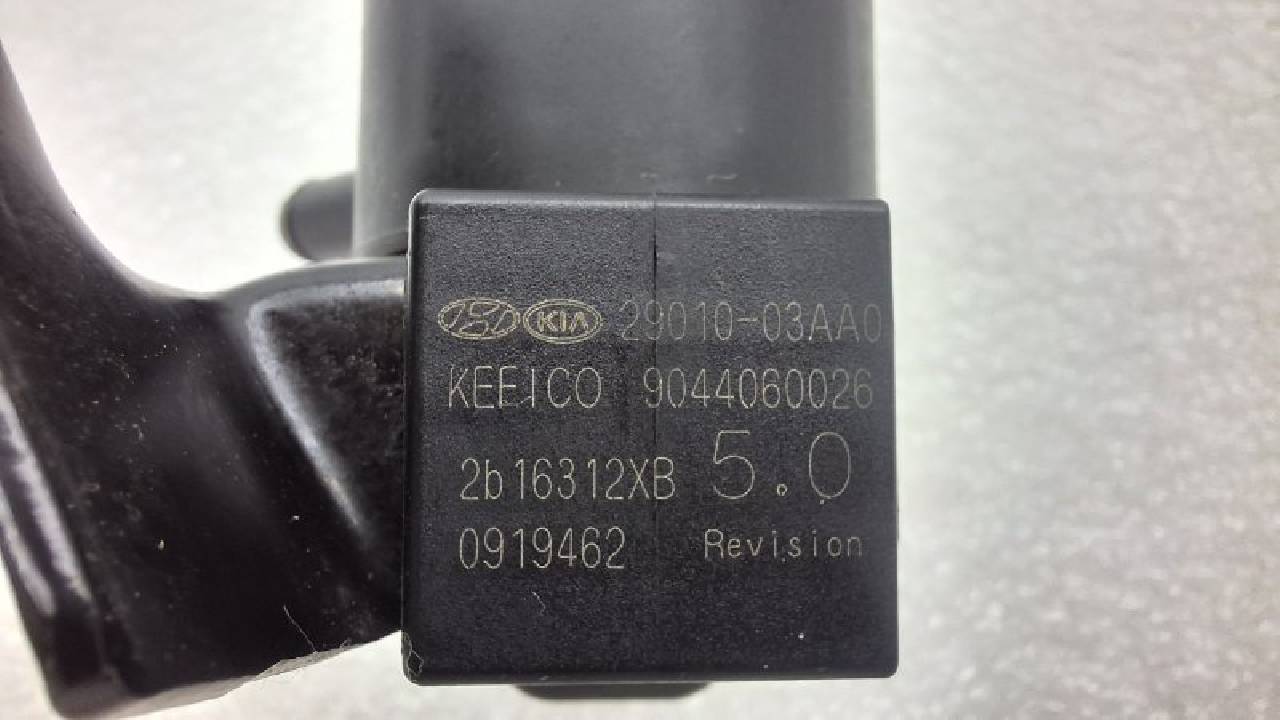 KIA 29010-03AA0
KEFICO 9044060026
2b16312XB 5.0
0919462 Revision